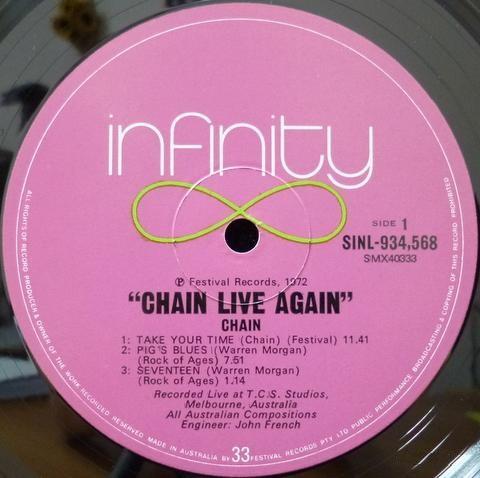 infinity
SIDE 1
SINL-934,568
SMX40333
℗ Festival Records, 1972
"CHAIN LIVE AGAIN"
CHAIN
1: TAKE YOUR TIME (Chain) (Festival) 11.41
2: PIG'S BLUES (Warren Morgan)
(Rock of Ages) 7.51
3: SEVENTEEN (Warren Morgan)
(Rock of Ages) 1.14
Recorded Live at T.C.S. Studios,
Melbourne, Australia
All Australian Compositions
Engineer: John French
33
ALL RIGHTS OF RECORD PRODUCER & OWNER OF THE WORK RECORDED RESERVED MADE IN AUSTRALIA BY FESTIVAL RECORDS PTY LTD PUBLIC PERFORMANCE BROADCASTING & COPYING OF THIS RECORD PROHIBITED